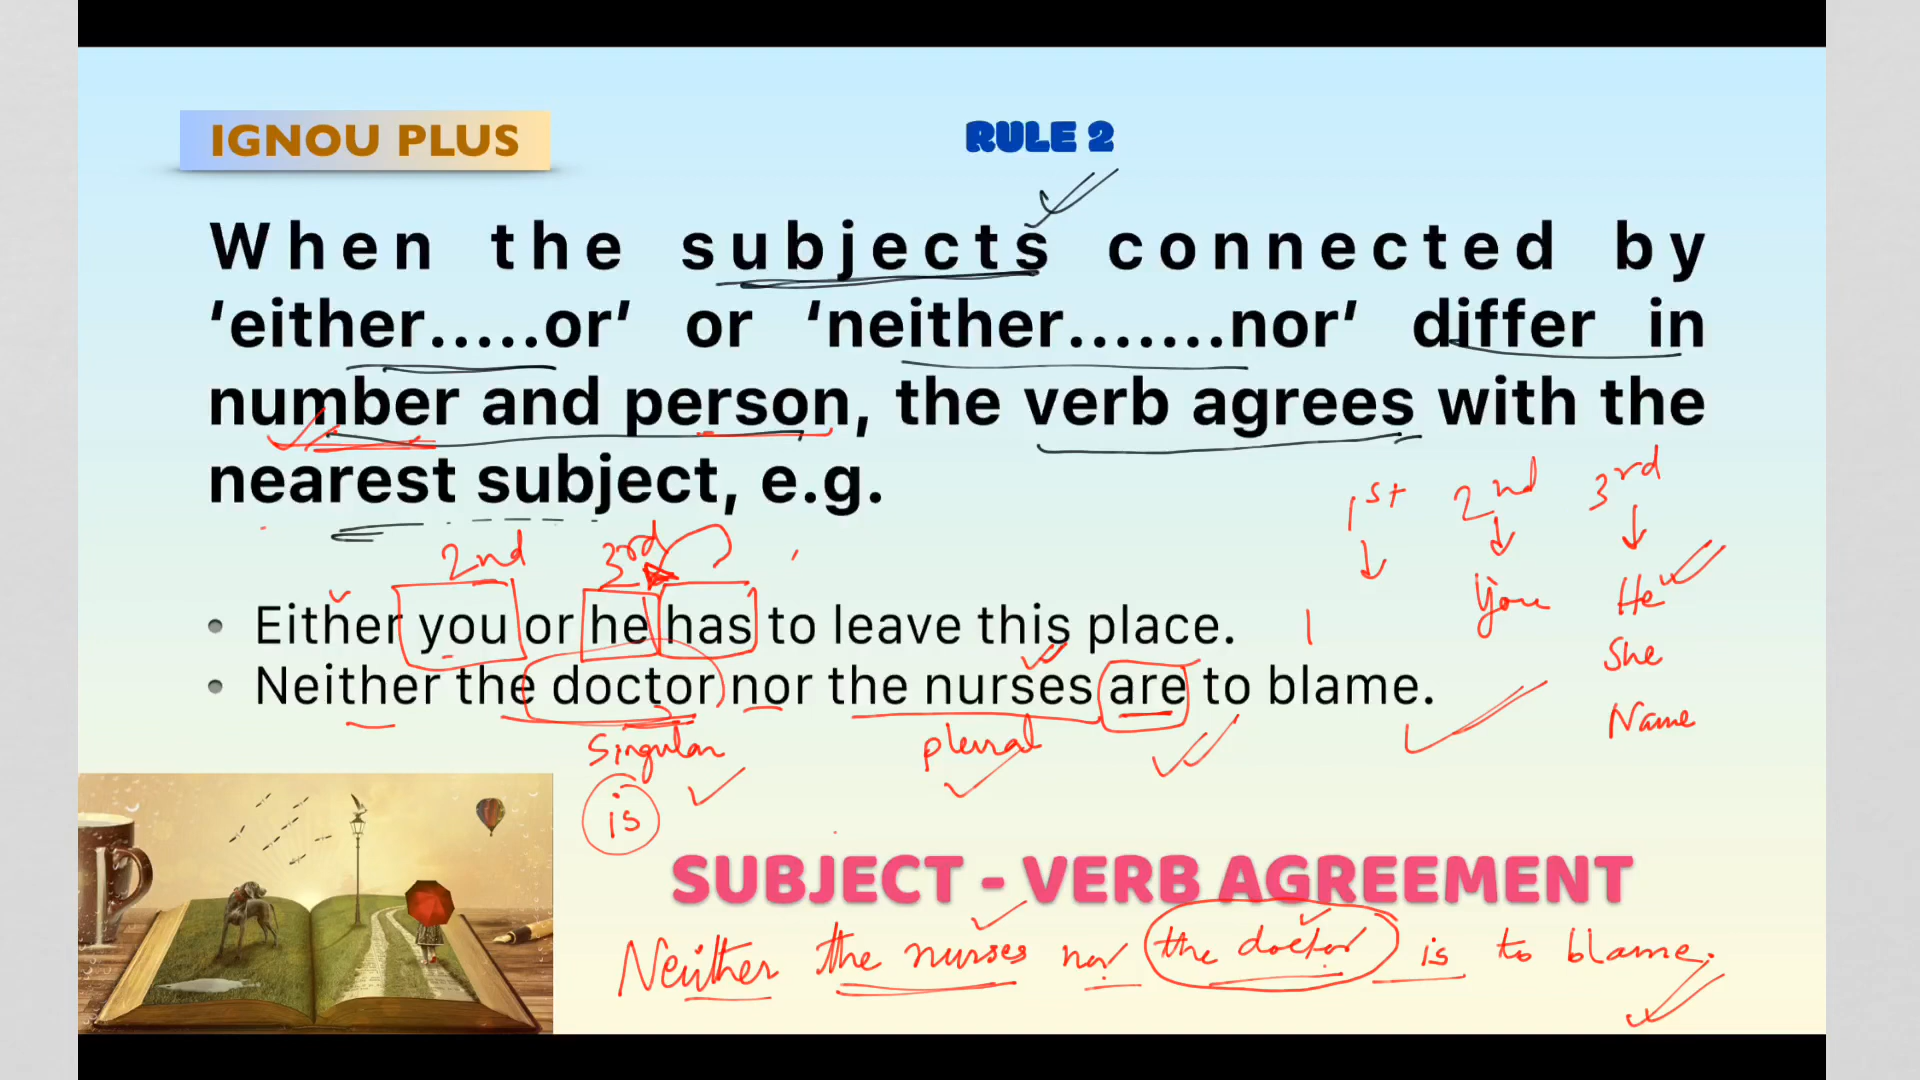 IGNOU PLUS
RULE 2
When the subjects connected by
‘either.....or’ or ‘neither.......nor’ differ in
number and person, the verb agrees with the
nearest subject, e.g.
1st 2nd 3rd
2nd 3rd
I You He
• Either you or he has to leave this place.
She
• Neither the doctor nor the nurses are to blame.
Name
Singular plural
is
SUBJECT - VERB AGREEMENT
Neither the nurses nor the doctor is to blame.